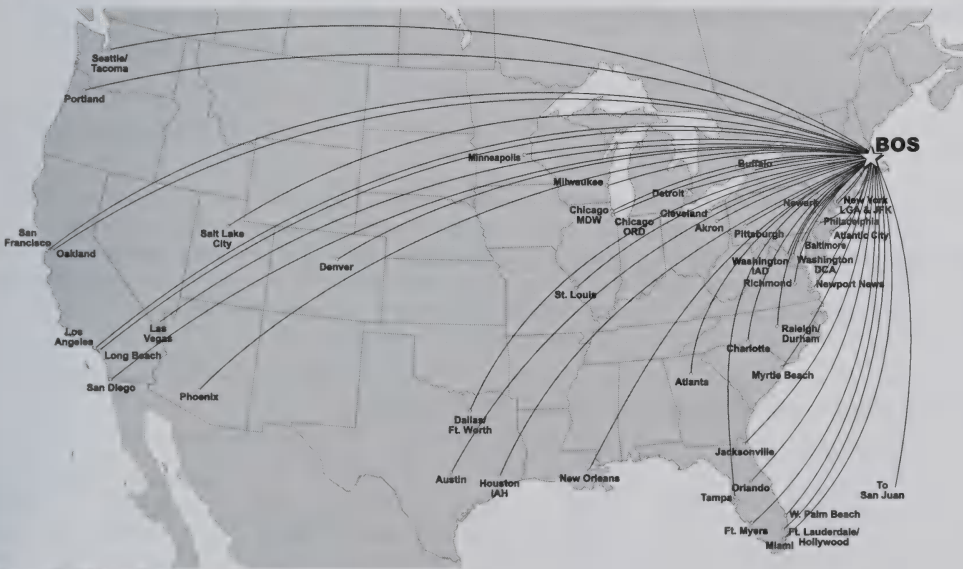 Seattle/
Tacoma
Portland
BOS
Minneapolis
Buffalo
Milwaukee
Detroit
Newark
New York
LGA & JFK
Chicago
MDW
Chicago
ORD
Cleveland
Akron
Philadelphia
Pittsburgh
Atlantic City
Baltimore
San
Francisco
Oakland
Salt Lake
City
Denver
Washington
IAD
Washington
DCA
Richmond
Newport News
St. Louis
Los
Angeles
Las
Vegas
Long Beach
Raleigh/
Durham
Charlotte
San Diego
Phoenix
Atlanta
Myrtle Beach
Dallas/
Ft. Worth
Jacksonville
Austin
Houston
IAH
New Orleans
Orlando
Tampa
To
San Juan
W. Palm Beach
Ft. Myers
Ft. Lauderdale/
Hollywood
Miami